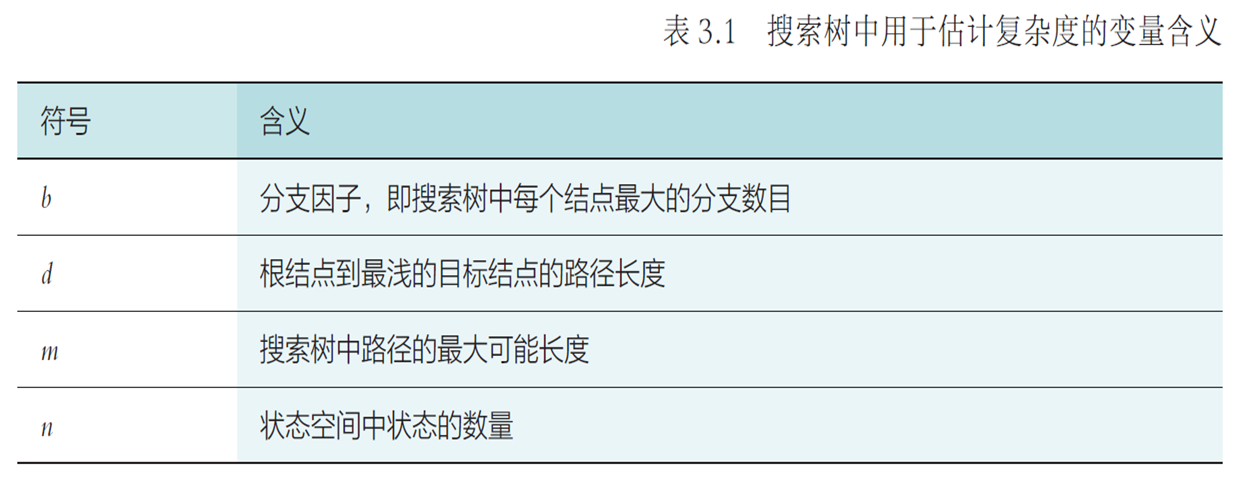 表 3.1 搜索树中用于估计复杂度的变量含义
符号 含义
b 分支因子，即搜索树中每个结点最大的分支数目
d 根结点到最浅的目标结点的路径长度
m 搜索树中路径的最大可能长度
n 状态空间中状态的数量